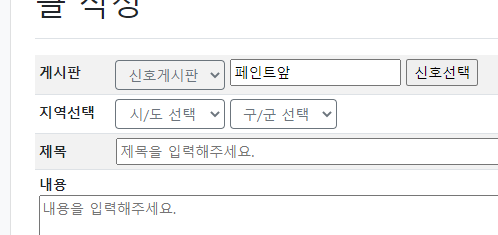 글 작성
게시판 신호게시판 페인트앞 신호선택
지역선택 시/도 선택 구/군 선택
제목 제목을 입력해주세요.
내용
내용을 입력해주세요.